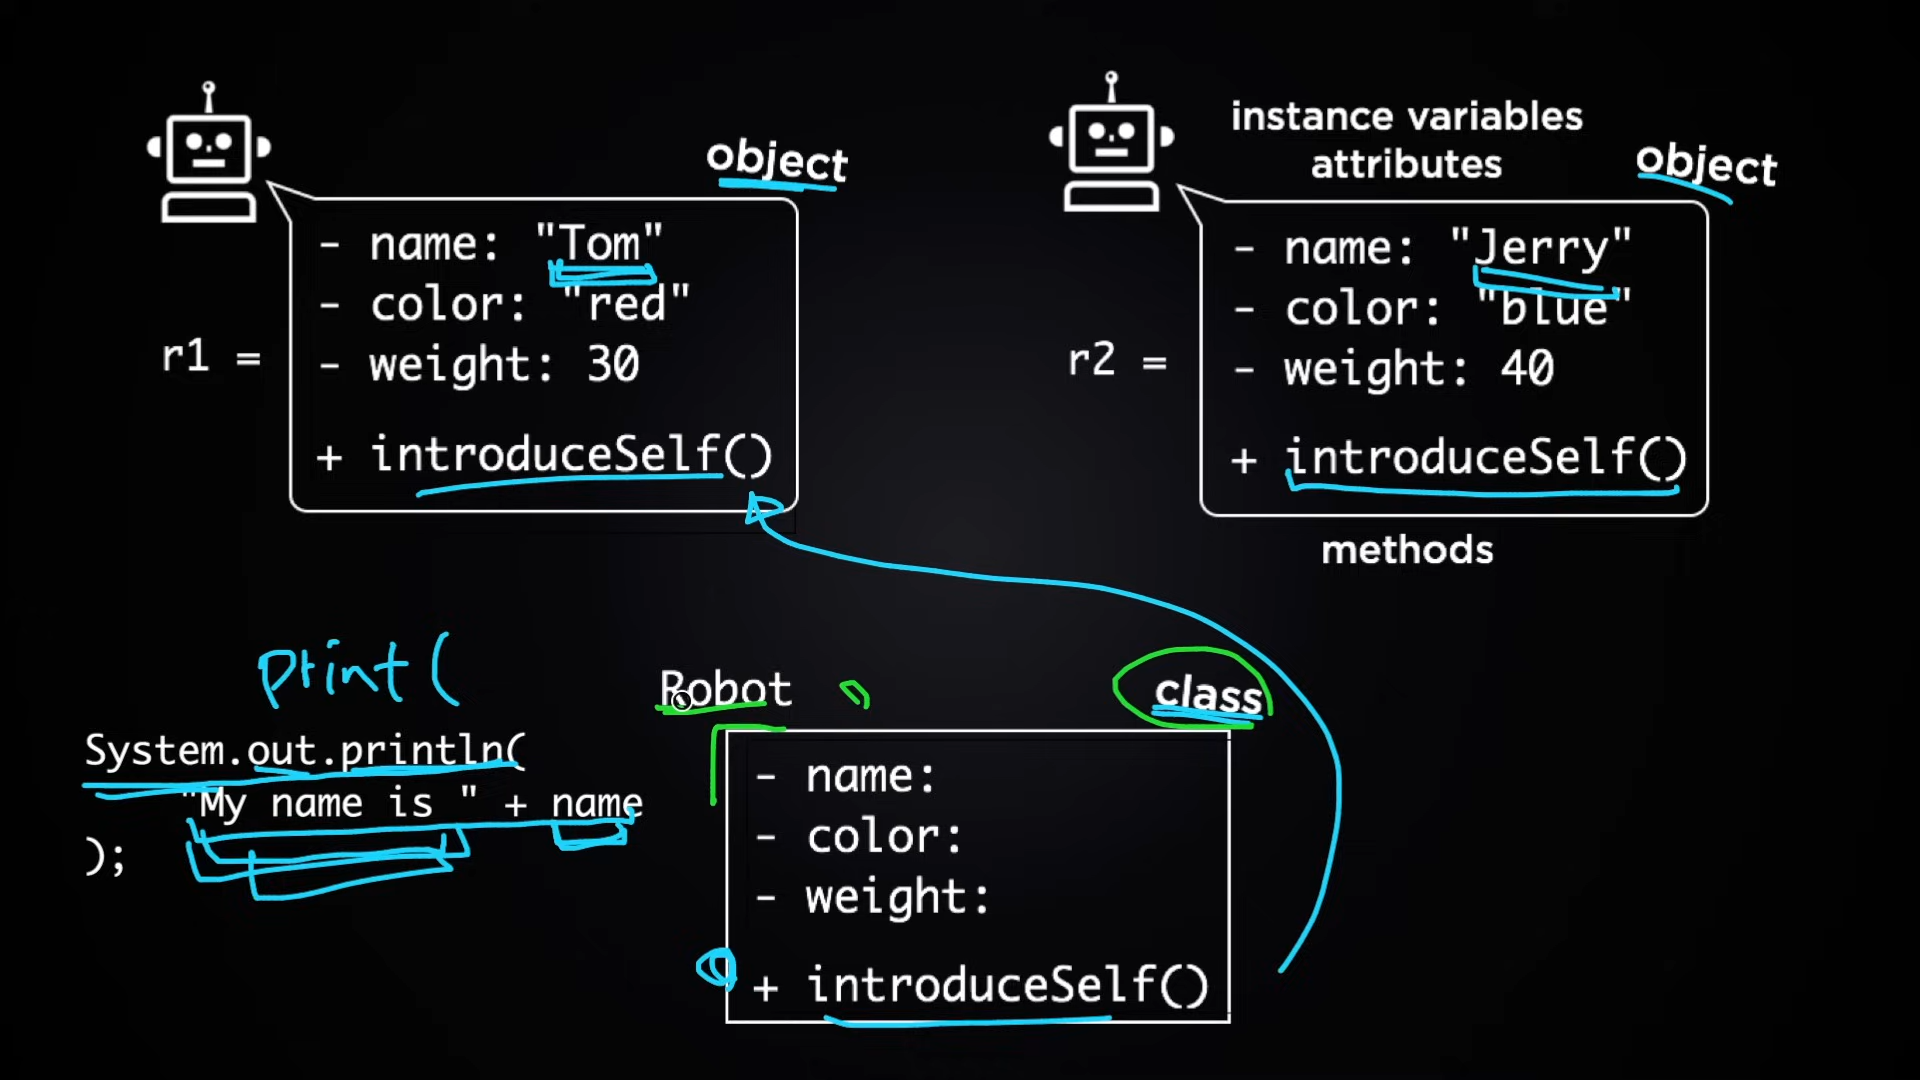 object
- name: "Tom"
- color: "red"
- weight: 30
+ introduceSelf()
r1 =
instance variables
attributes
object
- name: "Jerry"
- color: "blue"
- weight: 40
+ introduceSelf()
r2 =
methods
print(
System.out.println(
"My name is " + name
);
Robot
class
- name:
- color:
- weight:
+ introduceSelf()